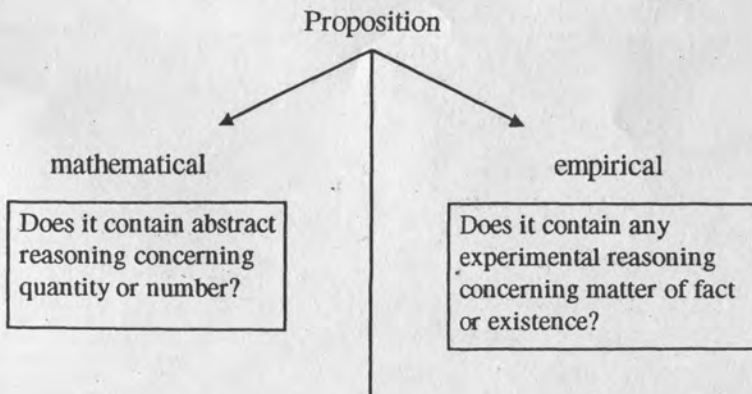 Proposition
mathematical
Does it contain abstract
reasoning concerning
quantity or number?
empirical
Does it contain any
experimental reasoning
concerning matter of fact
or existence?